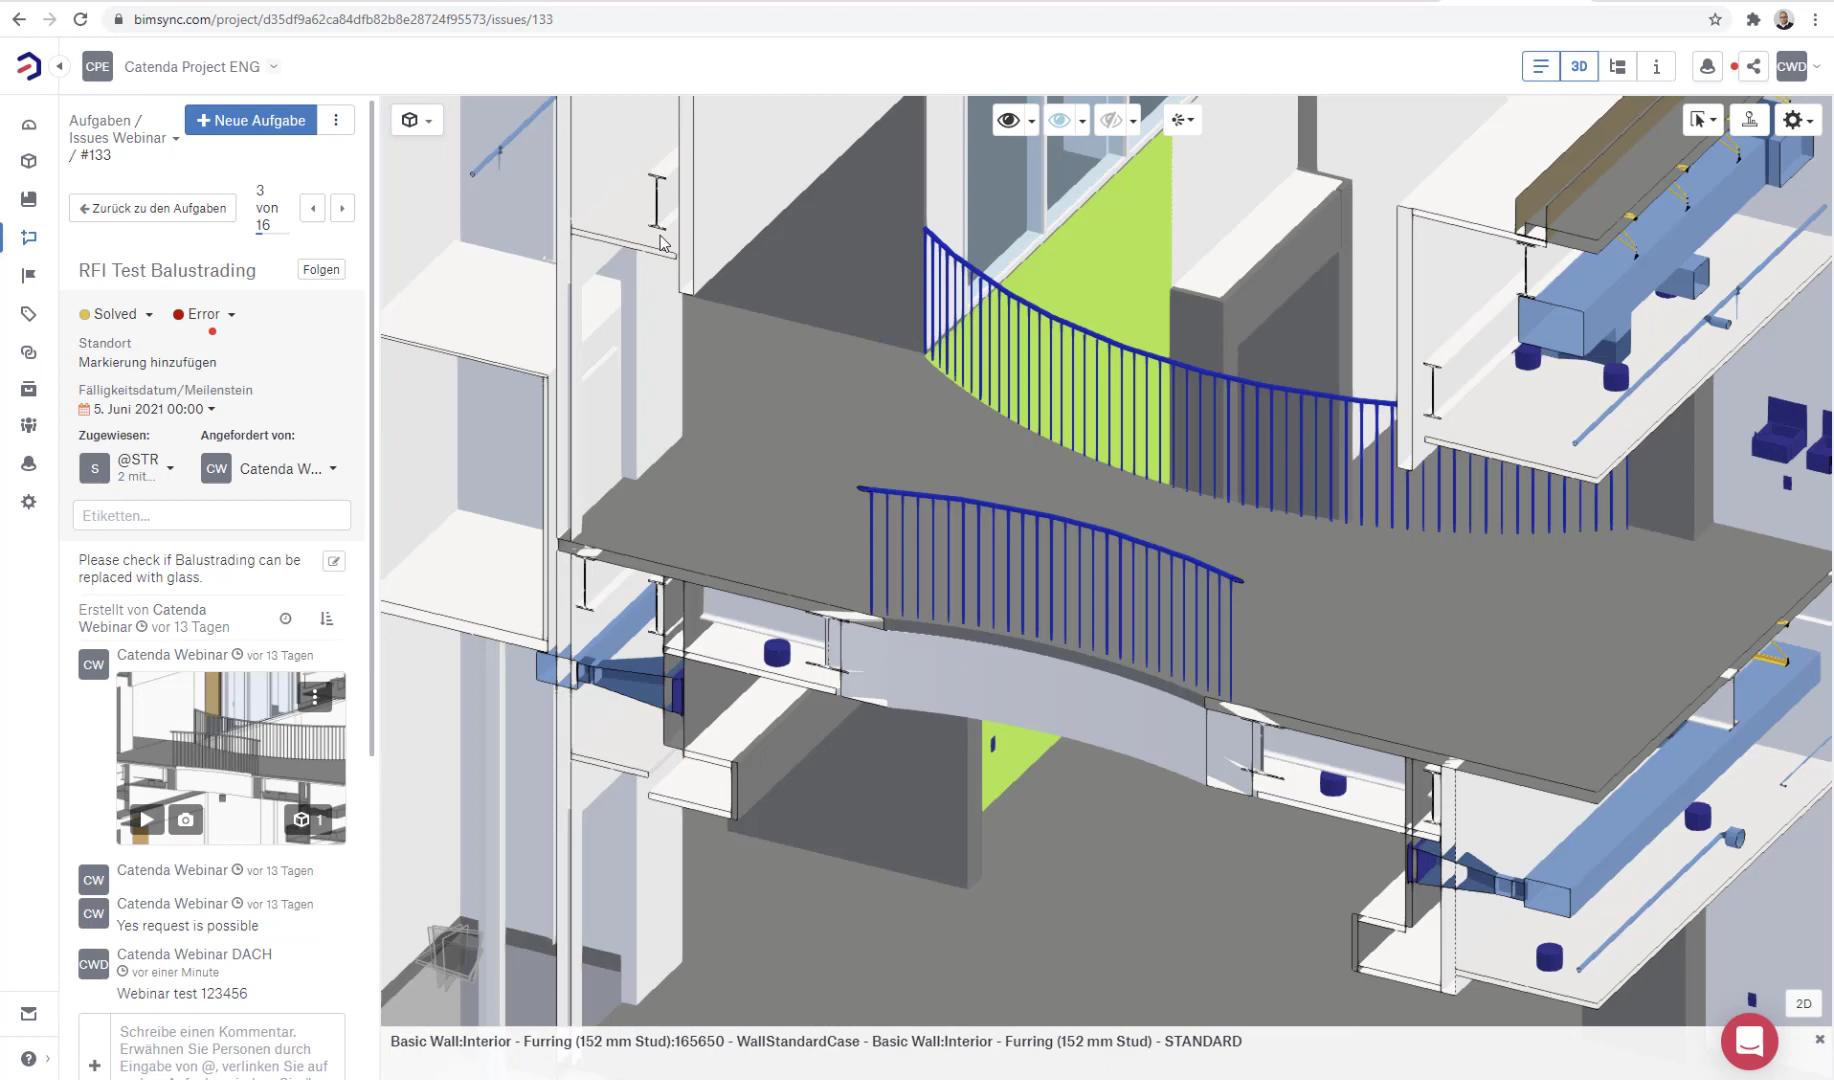 bimsync.com/project/d35df9a62ca84dfb82b8e28724f95573/issues/133
CPE
Catenda Project ENG
3D
CWD
Aufgaben /
Issues Webinar
/ #133
Neue Aufgabe
Zurück zu den Aufgaben
3
von
16
RFI Test Balustrading
Folgen
Solved
Error
Standort
Markierung hinzufügen
Fälligkeitsdatum/Meilenstein
5. Juni 2021 00:00
Zugewiesen:
Angefordert von:
S
@STR
2 mit...
CW
Catenda W...
Etiketten...
Please check if Balustrading can be
replaced with glass.
Erstellt von Catenda
Webinar vor 13 Tagen
CW
Catenda Webinar vor 13 Tagen
1
CW
Catenda Webinar vor 13 Tagen
CW
Catenda Webinar vor 13 Tagen
Yes request is possible
CWD
Catenda Webinar DACH
vor einer Minute
Webinar test 123456
Schreibe einen Kommentar.
Erwähnen Sie Personen durch
Eingabe von @, verlinken Sie auf
2D
Basic Wall:Interior - Furring (152 mm Stud):165650 - WallStandardCase - Basic Wall:Interior - Furring (152 mm Stud) - STANDARD